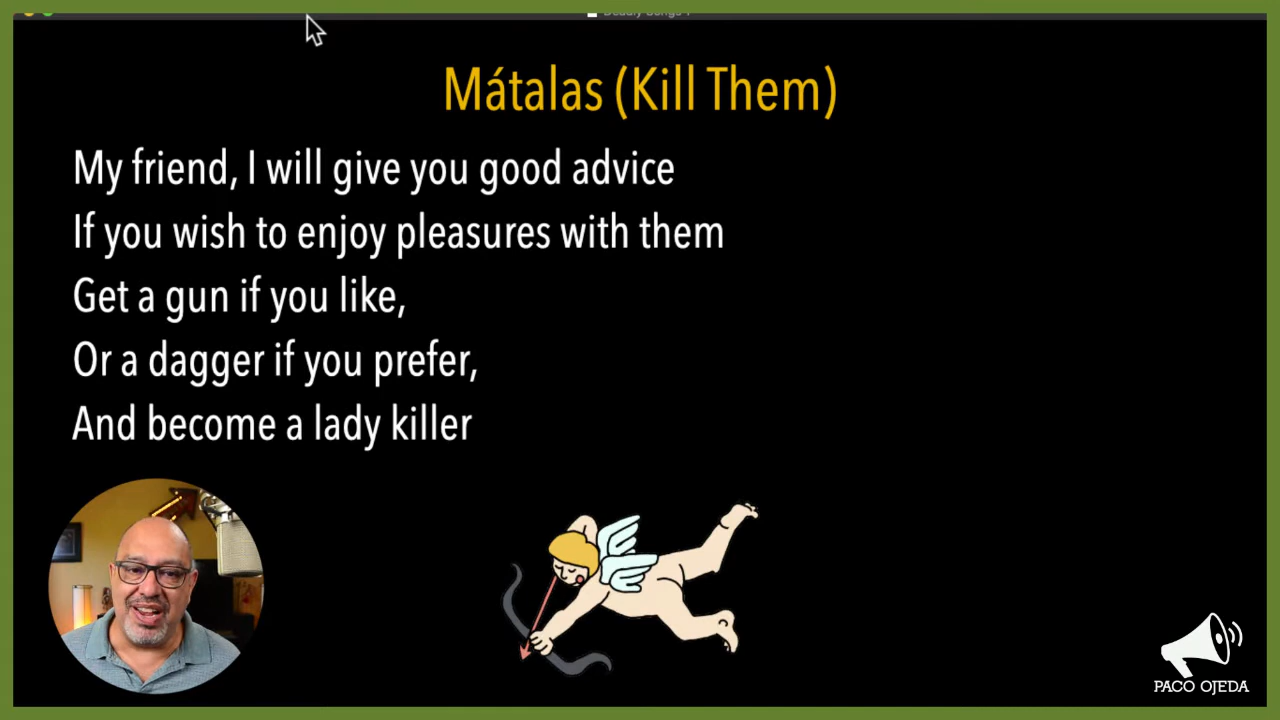 Mátalas (Kill Them)
My friend, I will give you good advice
If you wish to enjoy pleasures with them
Get a gun if you like,
Or a dagger if you prefer,
And become a lady killer
PACO OJEDA